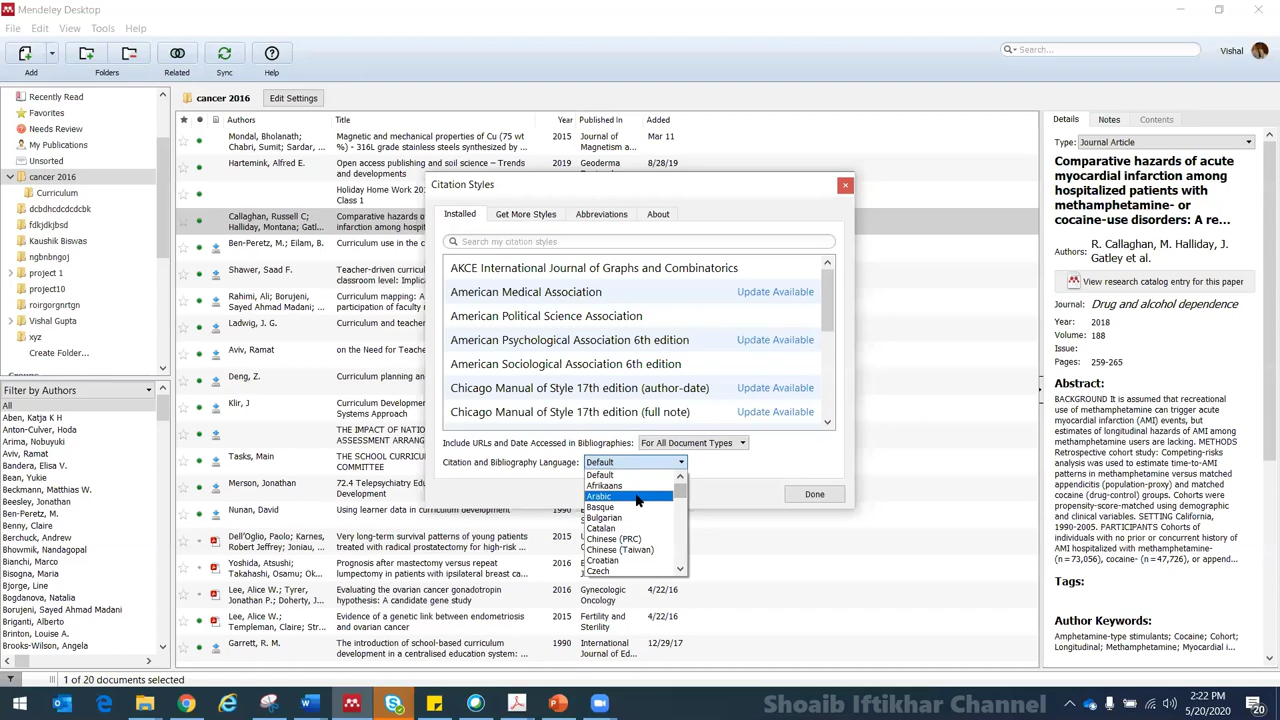 Mendeley Desktop
File Edit View Tools Help
Add Folders Related Sync Help
Search...
Vishal
Recently Read
Favorites
Needs Review
My Publications
Unsorted
cancer 2016
Curriculum
dcbdhcdcdcdcbk
fdkjdkjbsd
Kaushik Biswas
ngbnbngoj
project 1
project10
roirgorgnrtgn
Vishal Gupta
xyz
Create Folder...
Filter by Authors
All
Aben, Katja K H
Anton-Culver, Hoda
Arima, Nobuyuki
Bandera, Elisa V.
Bean, Yukie
Beckmann, Matthias W.
Beesley, Jonathan
Benny, Claire
Berchuck, Andrew
Bhowmik, Nandagopal
Bianchi, Marco
Bisogna, Maria
Bjorge, Line
Bogdanova, Natalia
Borujeni, Sayed Ahmad Madani
Briganti, Alberto
Brinton, Louise A.
Brooks-Wilson, Angela
cancer 2016 Edit Settings
Authors Title Year Published In Added
Mondal, Bholanath; Magnetic and mechanical properties of Cu (75 wt 2015 Journal of Mar 11
Chabri, Sumit; Sardar, ... %) - 316L grade stainless steels synthesized by ... Magnetism a...
Hartemink, Alfred E. Open access publishing and soil science – Trends 2019 Geoderma 8/28/19
and developments
Holiday Home Work 20
Class 1
Callaghan, Russell C; Comparative hazards of
Halliday, Montana; Gatl... infarction among hospit
Ben-Peretz, M.; Eilam, B. Curriculum use in the c
Shawer, Saad F. Teacher-driven curricu
classroom level: Implica
Rahimi, Ali; Borujeni, Curriculum mapping: A
Sayed Ahmad Madani participation of faculty r
Ladwig, J. G. Curriculum and teache
Aviv, Ramat on the Need for Teache
Deng, Z. Curriculum planning an
Klir, J Curriculum Developmen
Systems Approach
THE IMPACT OF NATION
ASSESSMENT ARRANG
Tasks, Main THE SCHOOL CURRICU
COMMITTEE
Merson, Jonathan 72.4 Telepsychiatry Edit
Development
Nunan, David Using learner data in curriculum developm 1990 12/29/17
Dell'Oglio, Paolo; Karnes, Very long-term survival patterns of young 2015 4/22/16
Robert Jeffrey; Joniau, ... treated with radical prostatectomy for high-risk ...
Yoshida, Atsushi; Prognosis after mastectomy versus repeat 2016 4/22/16
Takahashi, Osamu; Ok... lumpectomy in patients with ipsilateral breast ca...
Lee, Alice W.; Tyrer, Evaluating the ovarian cancer gonadotropin 2016 Gynecologic 4/22/16
Jonathan P; Doherty, J... hypothesis: A candidate gene study Oncology
Lee, Alice W.; Evidence of a genetic link between endometriosis 2015 Fertility and 4/22/16
Templeman, Claire; Str... and ovarian cancer Sterility
Garrett, R. M. The introduction of school-based curriculum 1990 International 12/29/17
development in a centralised education system: ... Journal of Ed...
Citation Styles
Installed Get More Styles Abbreviations About
Search my citation styles
AKCE International Journal of Graphs and Combinatorics
American Medical Association Update Available
American Political Science Association
American Psychological Association 6th edition Update Available
American Sociological Association 6th edition
Chicago Manual of Style 17th edition (author-date) Update Available
Chicago Manual of Style 17th edition (full note) Update Available
Include URLs and Date Accessed in Bibliographies: For All Document Types
Citation and Bibliography Language: Default
Default
Afrikaans
Arabic
Basque
Bulgarian
Catalan
Chinese (PRC)
Chinese (Taiwan)
Croatian
Czech
Done
Details Notes Contents
Type: Journal Article
Comparative hazards of acute
myocardial infarction among
hospitalized patients with
methamphetamine- or
cocaine-use disorders: A re...
Authors: R. Callaghan, M. Halliday, J.
Gatley et al.
View research catalog entry for this paper
Journal: Drug and alcohol dependence
Year: 2018
Volume: 188
Issue:
Pages: 259-265
Abstract:
BACKGROUND It is assumed that recreational
use of methamphetamine can trigger acute
myocardial infarction (AMI) events, but
estimates of longitudinal hazards of AMI among
methamphetamine users are lacking. METHODS
Retrospective cohort study: Competing-risks
analysis was used to estimate time-to-AMI
patterns in methamphetamine versus matched
appendicitis (population-proxy) and matched
cocaine (drug-control) groups. Cohorts were
propensity-score-matched using demographic
and clinical variables. SETTING California,
1990-2005. PARTICIPANTS Cohorts of
individuals with no prior or concurrent history of
AMI hospitalized with methamphetamine-
(n=73,056), cocaine- (n =47,726), or append...
Tags:
Author Keywords:
Amphetamine-type stimulants; Cocaine; Cohort;
Longitudinal; Methamphetamine; Myocardial i...
1 of 20 documents selected
Shoaib Iftikhar Channel
2:22 PM
5/20/2020
20